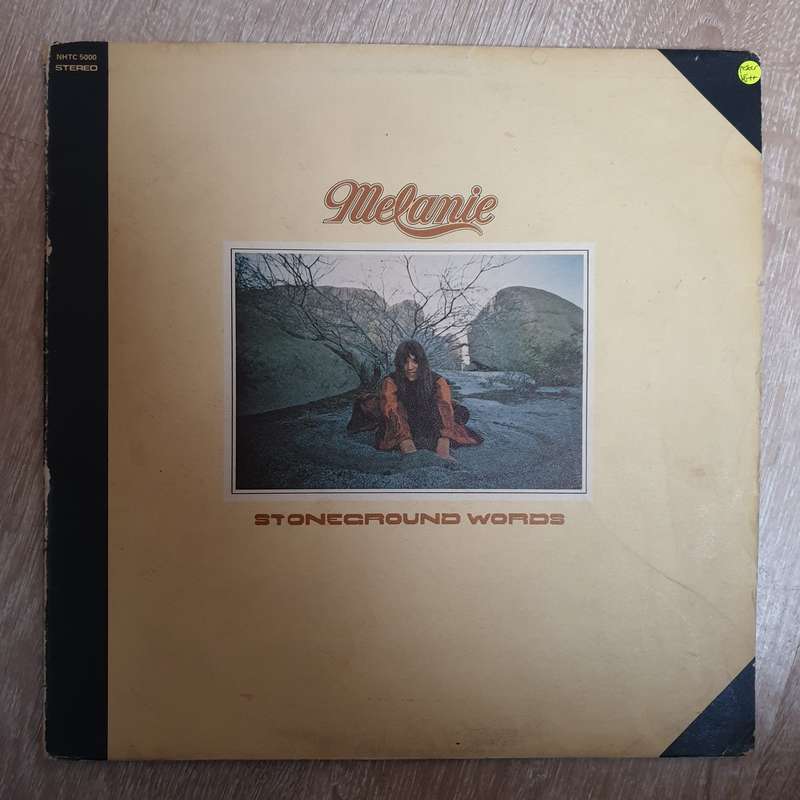 NHTC 5000
STEREO
Melanie
STONEGROUND WORDS